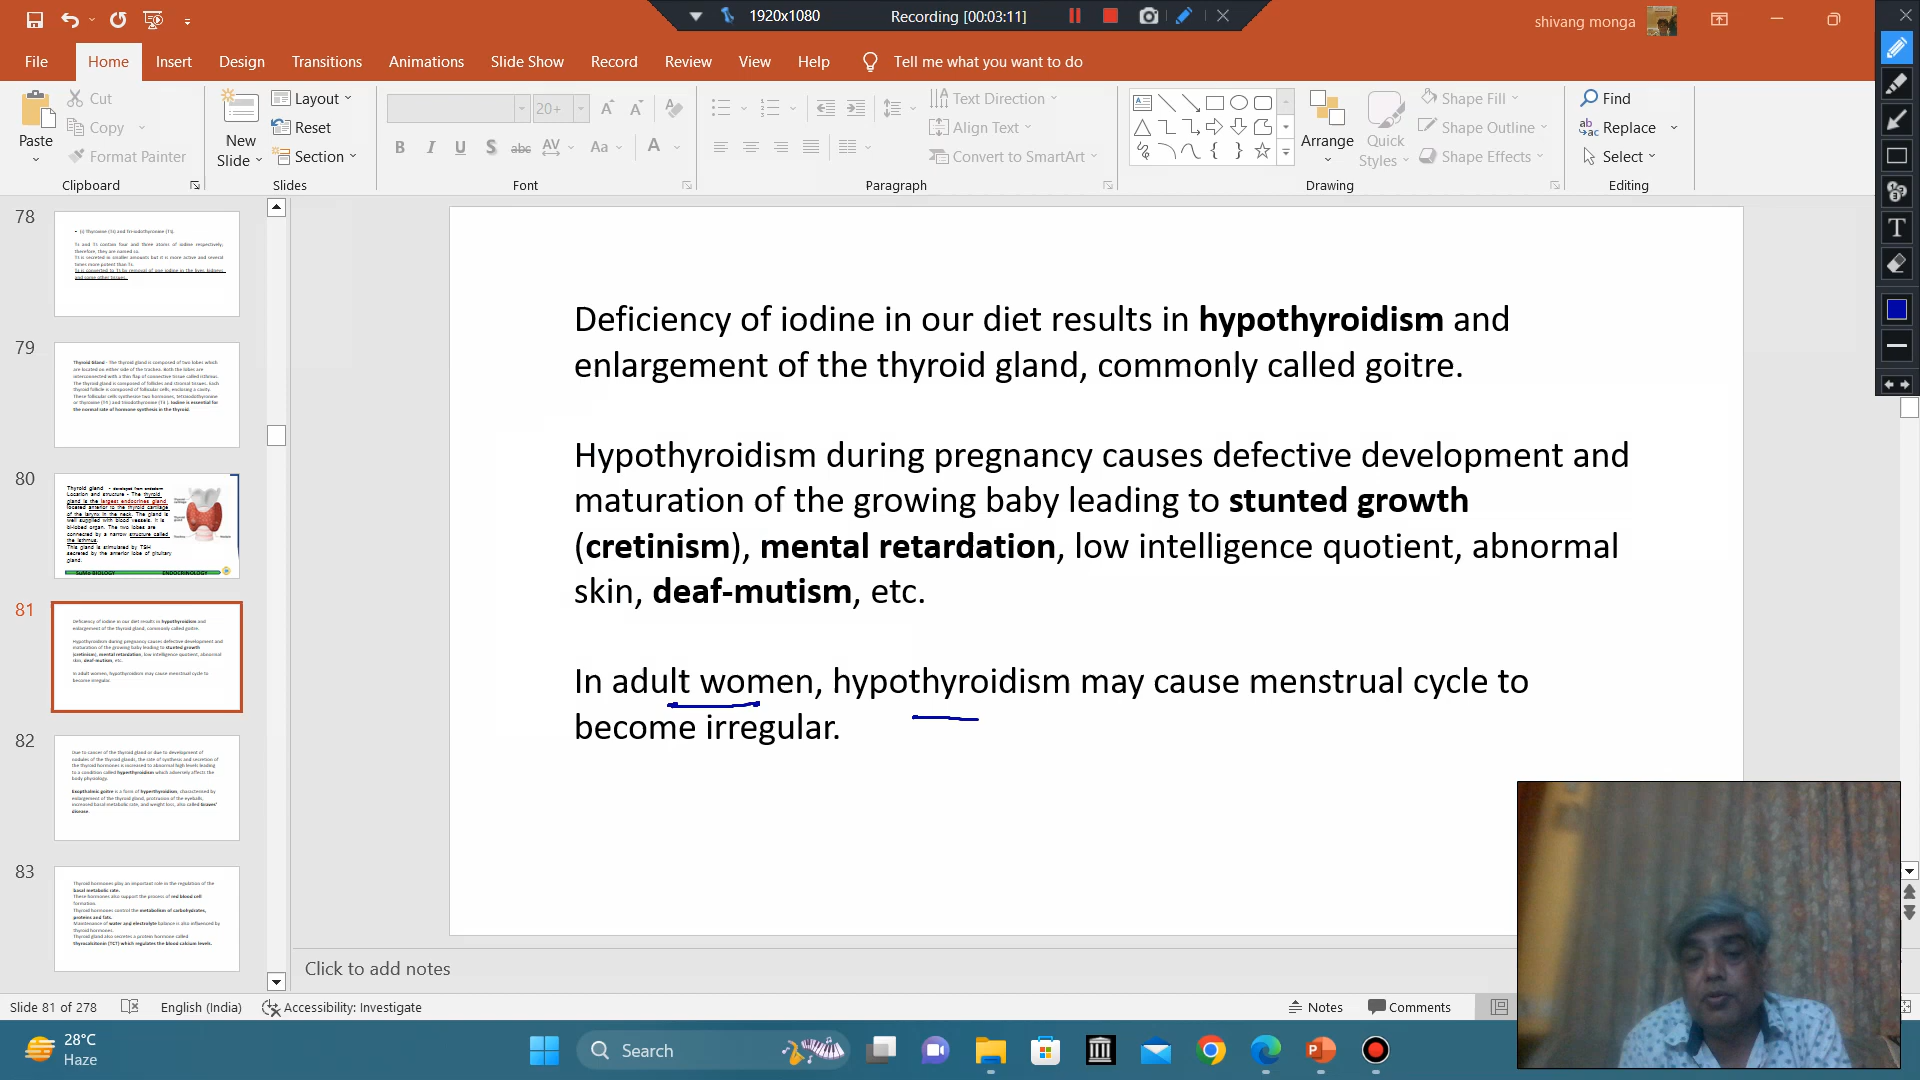 1920x1080
Recording [00:03:11]
shivang monga
File Home Insert Design Transitions Animations Slide Show Record Review View Help Tell me what you want to do
Paste
Cut
Copy
Format Painter
Clipboard
New Slide
Layout
Reset
Section
Slides
20+
Font
Text Direction
Align Text
Convert to SmartArt
Paragraph
Arrange
Quick Styles
Shape Fill
Shape Outline
Shape Effects
Drawing
Find
Replace
Select
Editing
78
79
80
81
82
83
Deficiency of iodine in our diet results in hypothyroidism and
enlargement of the thyroid gland, commonly called goitre.
Hypothyroidism during pregnancy causes defective development and
maturation of the growing baby leading to stunted growth
(cretinism), mental retardation, low intelligence quotient, abnormal
skin, deaf-mutism, etc.
In adult women, hypothyroidism may cause menstrual cycle to
become irregular.
Click to add notes
Slide 81 of 278 English (India) Accessibility: Investigate Notes Comments
28°C
Haze
Search